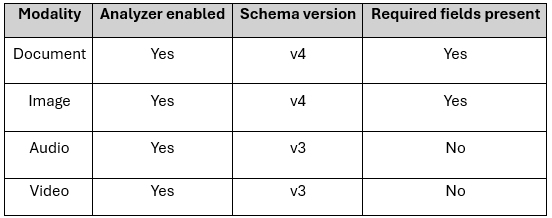 Modality Analyzer enabled Schema version Required fields present
Document Yes v4 Yes
Image Yes v4 Yes
Audio Yes v3 No
Video Yes v3 No